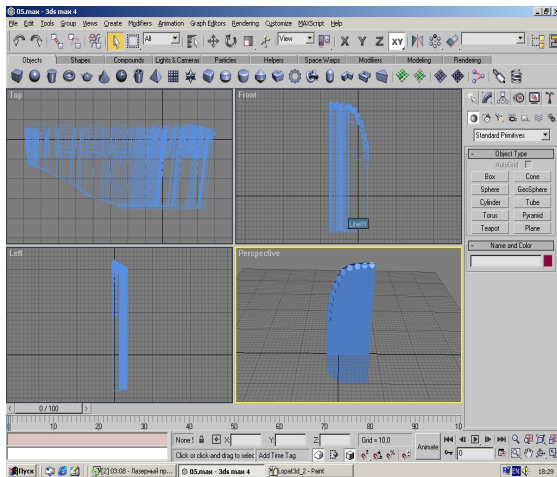 05.max - 3ds max 4
File Edit Tools Group Views Create Modifiers Animation Graph Editors Rendering Customize MAXScript Help
All View X Y Z XY
Objects Shapes Compounds Lights & Cameras Particles Helpers Space Warps Modifiers Modeling Rendering
Top
Front
Line01
Left
Perspective
Standard Primitives
- Object Type
AutoGrid
Box Cone
Sphere GeoSphere
Cylinder Tube
Torus Pyramid
Teapot Plane
- Name and Color
< 0 / 100 >
0 10 20 30 40 50 60 70 80 90 10
None S X: Y: Z: Grid = 10.0
Animate
0
Click or click-and-drag to selec Add Time Tag
Пуск [2] 03:08 - Лазерный пр... 05.max - 3ds max 4 Lopat3d_2 - Paint EN 18:29